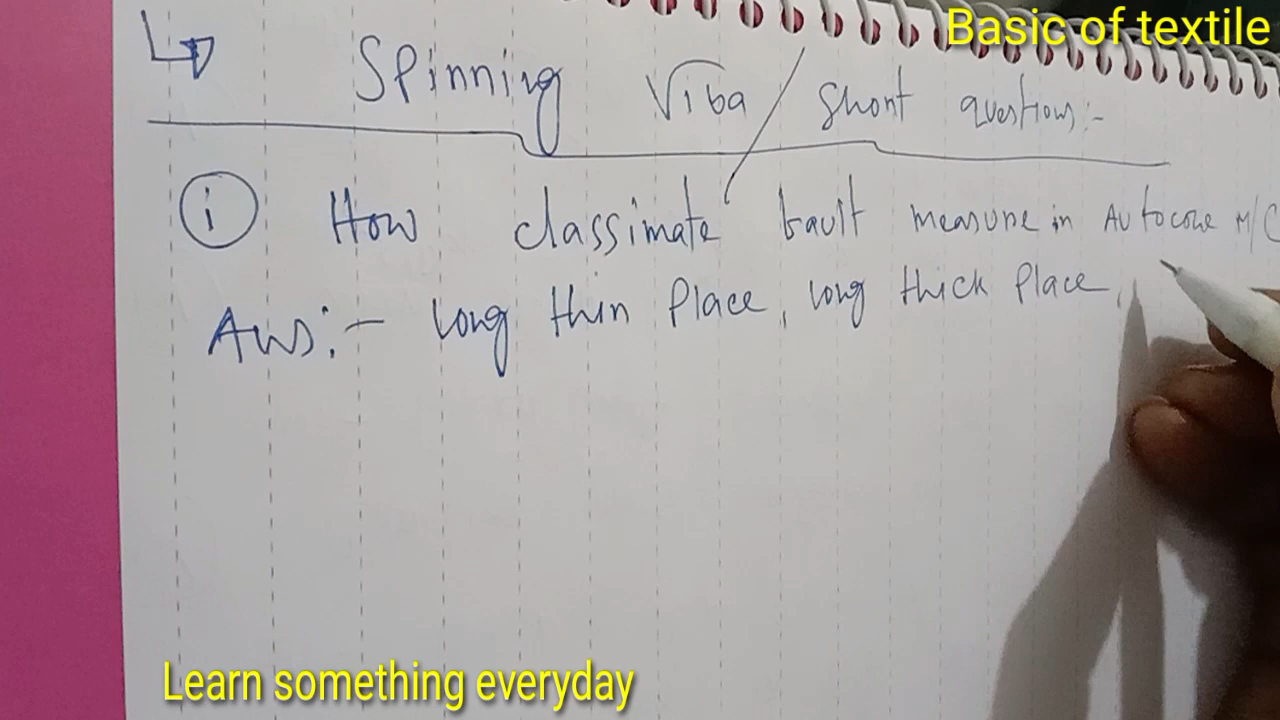 Basic of textile
Spinning Viba / Short questions:-
i How classimate fault measure in Autocone M/C
Ans:- long thin Place, long thick Place,
Learn something everyday